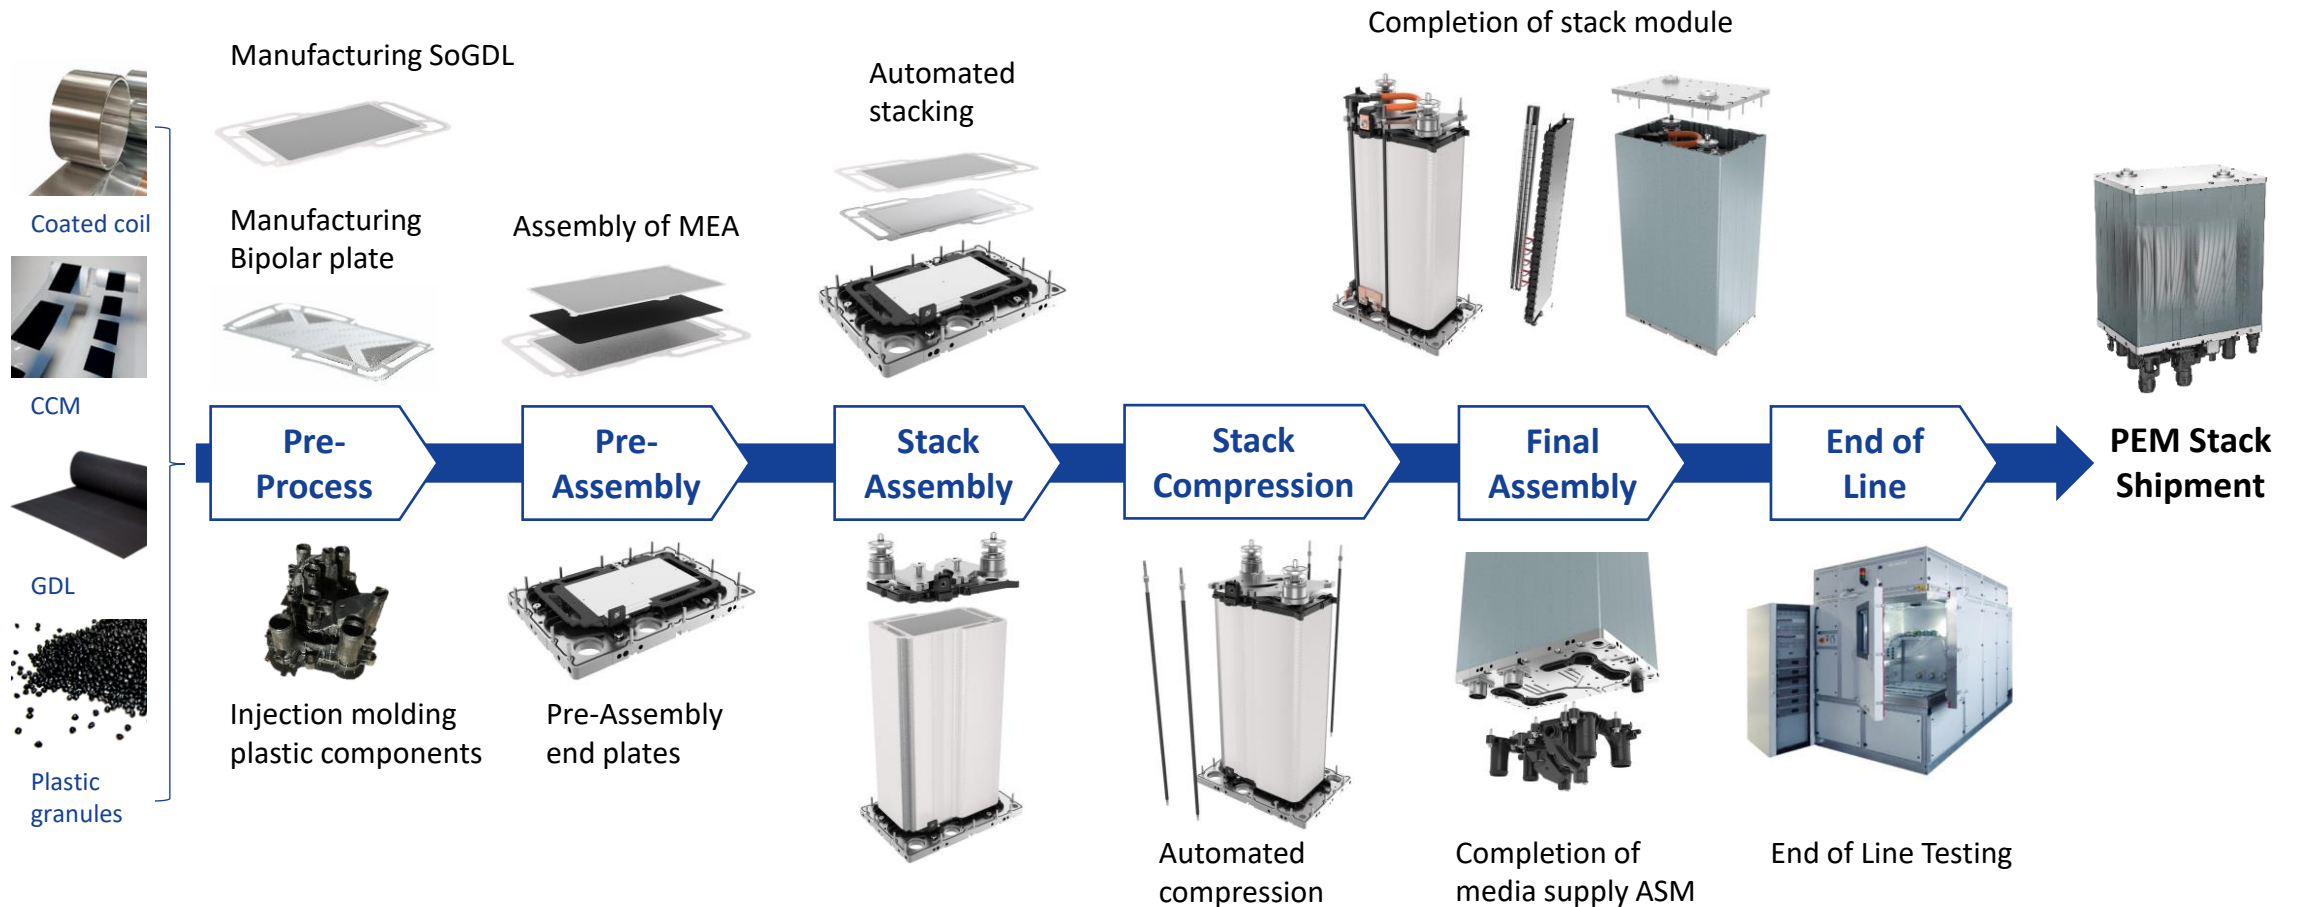 Completion of stack module
Manufacturing SoGDL
Automated
stacking
Coated coil
Manufacturing
Bipolar plate
Assembly of MEA
CCM
GDL
Plastic
granules
Pre-
Process
Pre-
Assembly
Stack
Assembly
Stack
Compression
Final
Assembly
End of
Line
PEM Stack
Shipment
Injection molding
plastic components
Pre-Assembly
end plates
Automated
compression
Completion of
media supply ASM
End of Line Testing